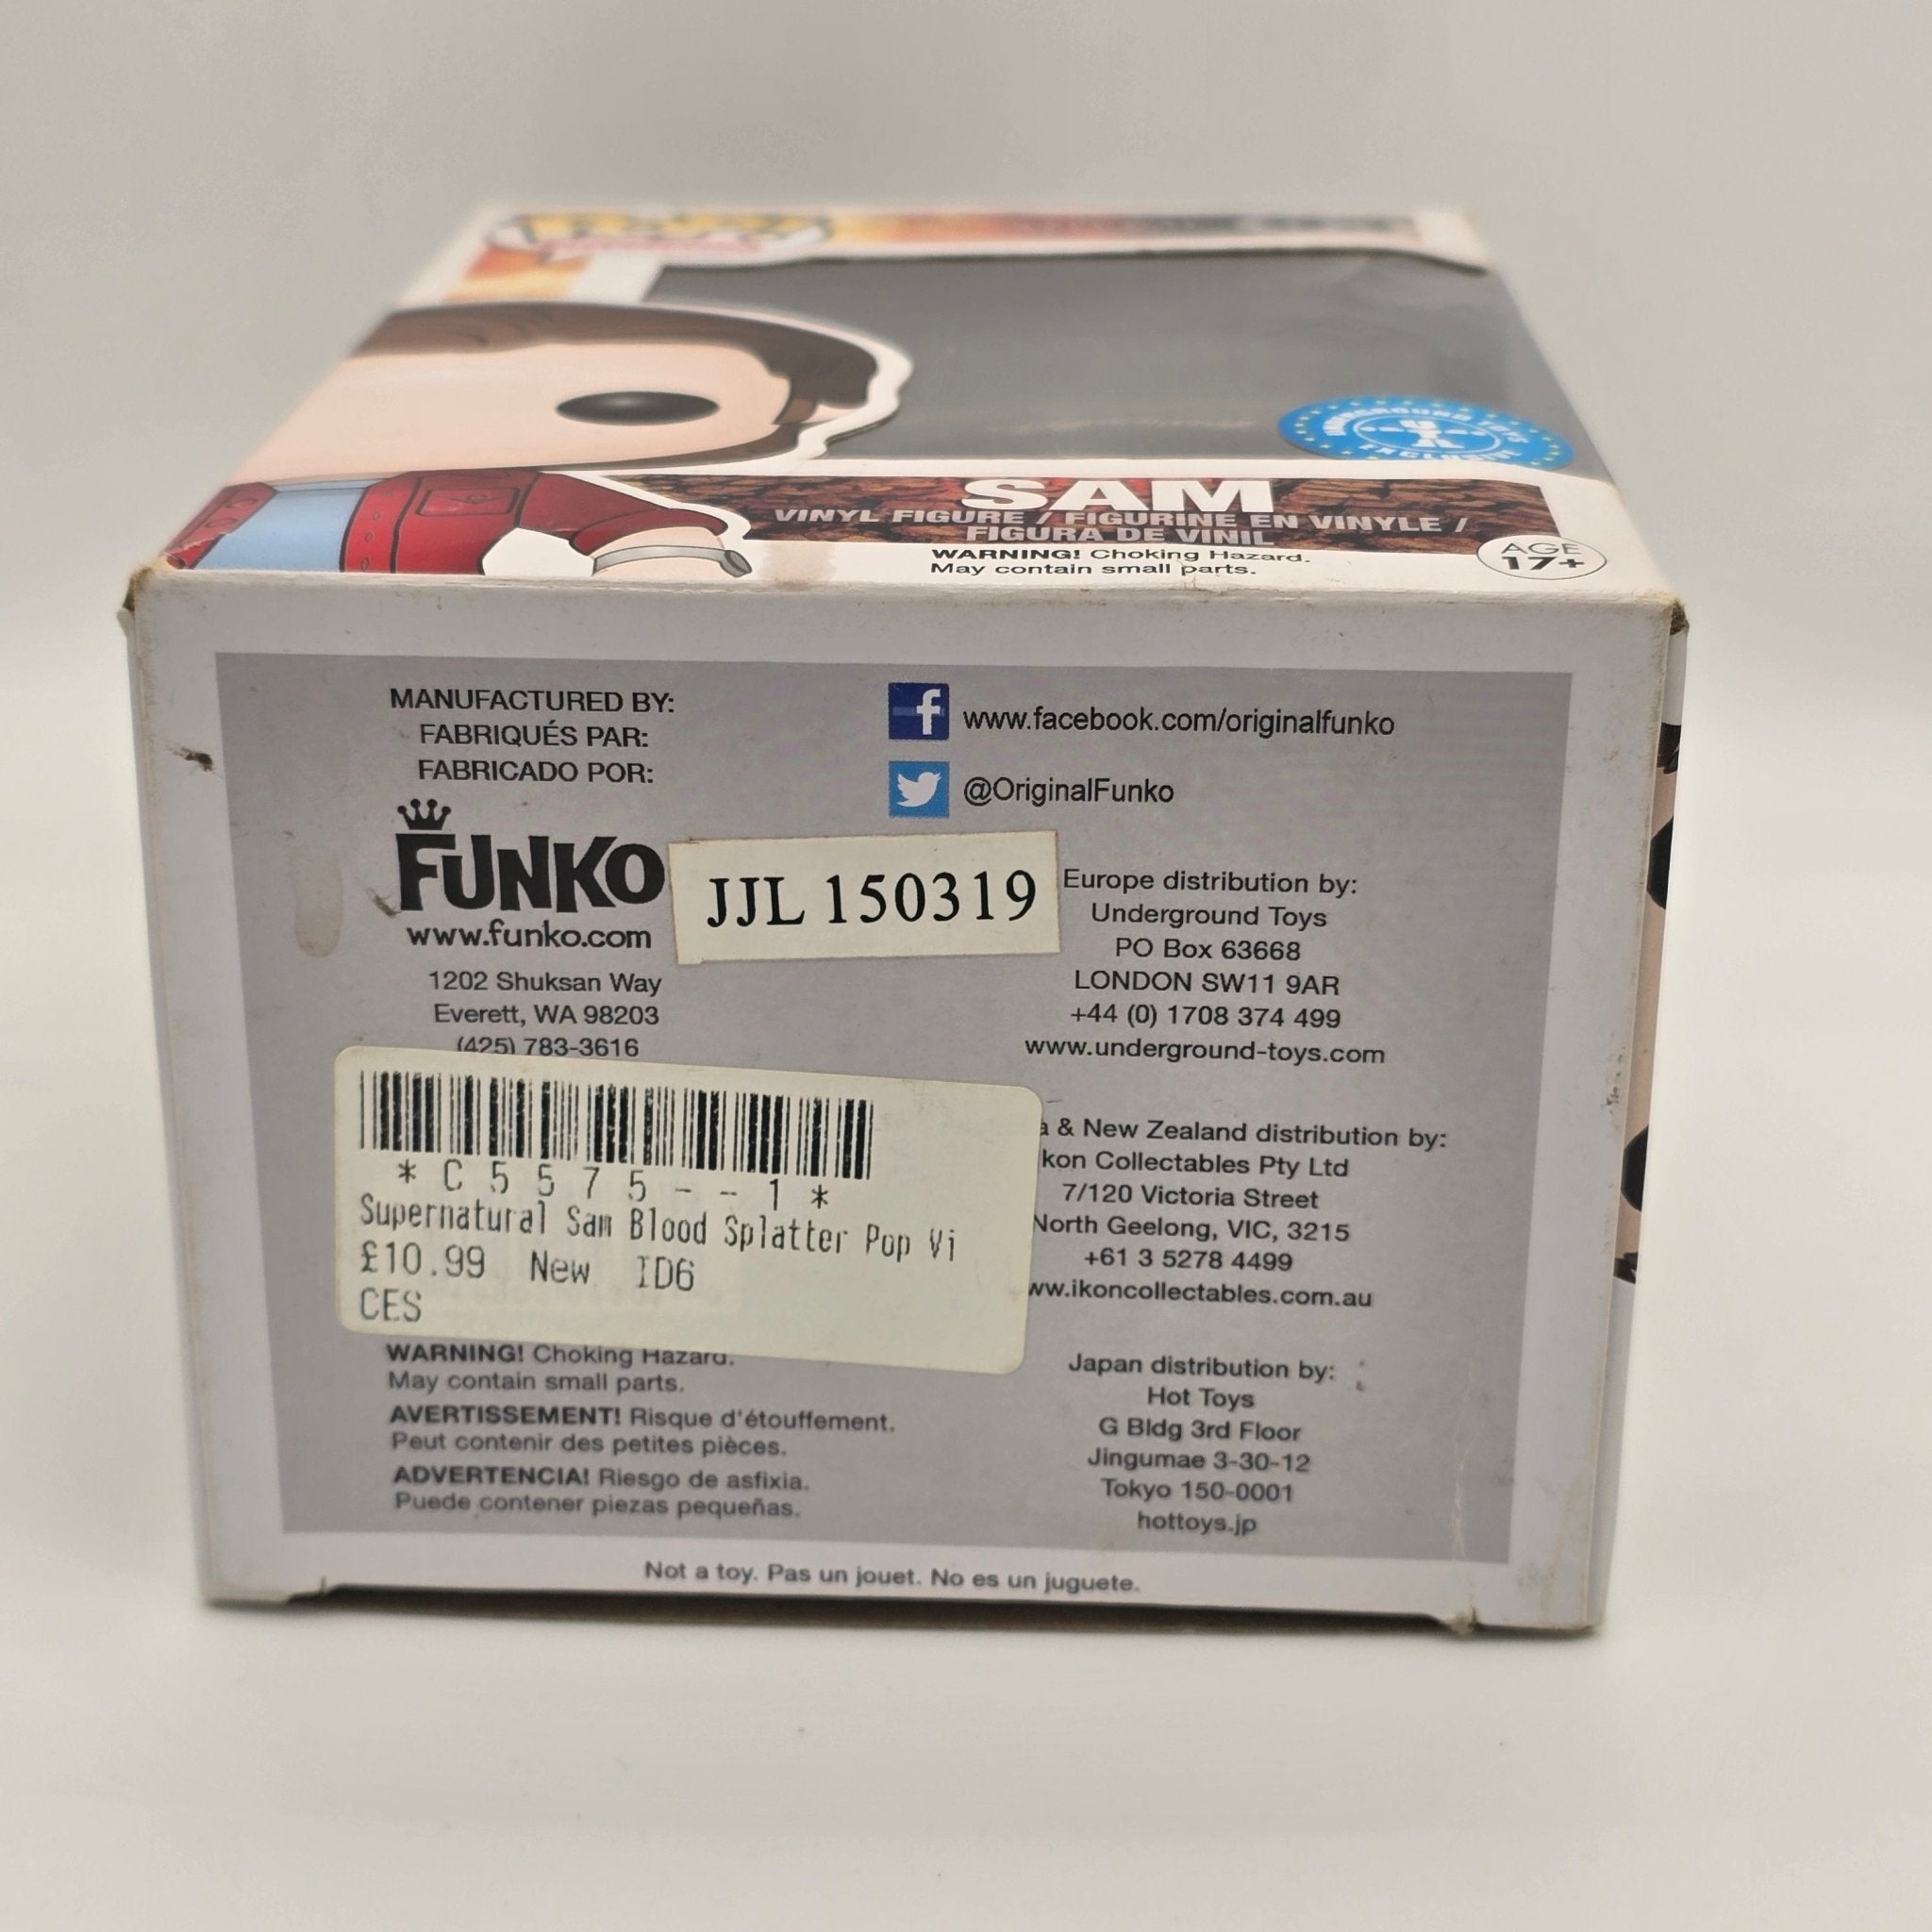 UNDERGROUND TOYS
EXCLUSIVE
SAM
VINYL FIGURE / FIGURINE EN VINYLE /
FIGURA DE VINIL
WARNING! Choking Hazard.
May contain small parts.
AGE
17+
MANUFACTURED BY:
FABRIQUÉS PAR:
FABRICADO POR:
FUNKO
www.funko.com
1202 Shuksan Way
Everett, WA 98203
(425) 783-3616
www.facebook.com/originalfunko
@OriginalFunko
JJL 150319
Europe distribution by:
Underground Toys
PO Box 63668
LONDON SW11 9AR
+44 (0) 1708 374 499
www.underground-toys.com
*C5575--1*
Supernatural Sam Blood Splatter Pop Vi
£10.99 New ID6
CES
& New Zealand distribution by:
kon Collectables Pty Ltd
7/120 Victoria Street
North Geelong, VIC, 3215
+61 3 5278 4499
ww.ikoncollectables.com.au
WARNING! Choking Hazard.
May contain small parts.
AVERTISSEMENT! Risque d'étouffement.
Peut contenir des petites pièces.
ADVERTENCIA! Riesgo de asfixia.
Puede contener piezas pequeñas.
Japan distribution by:
Hot Toys
G Bldg 3rd Floor
Jingumae 3-30-12
Tokyo 150-0001
hottoys.jp
Not a toy. Pas un jouet. No es un juguete.